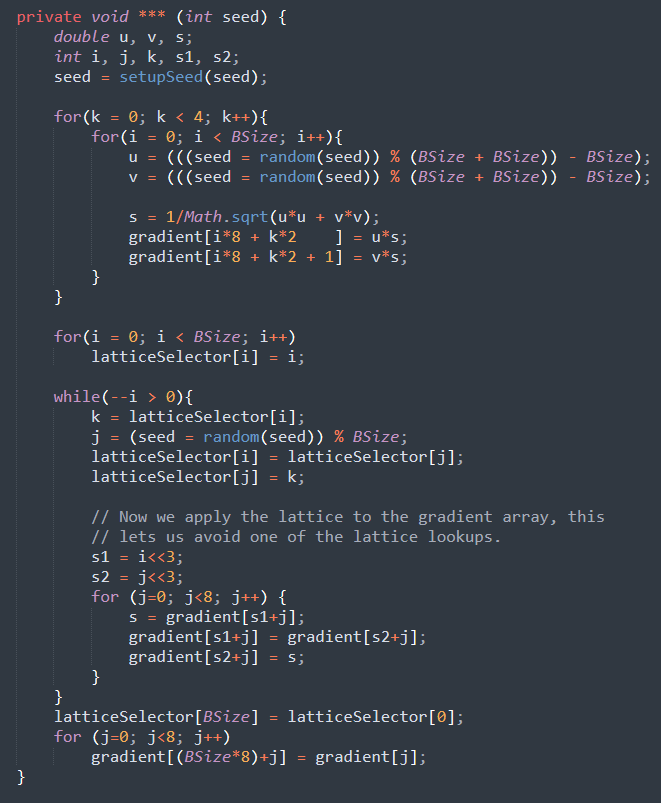 private void *** (int seed) {
    double u, v, s;
    int i, j, k, s1, s2;
    seed = setupSeed(seed);

    for(k = 0; k < 4; k++){
        for(i = 0; i < BSize; i++){
            u = (((seed = random(seed)) % (BSize + BSize)) - BSize);
            v = (((seed = random(seed)) % (BSize + BSize)) - BSize);

            s = 1/Math.sqrt(u*u + v*v);
            gradient[i*8 + k*2    ] = u*s;
            gradient[i*8 + k*2 + 1] = v*s;
        }
    }

    for(i = 0; i < BSize; i++)
        latticeSelector[i] = i;

    while(--i > 0){
        k = latticeSelector[i];
        j = (seed = random(seed)) % BSize;
        latticeSelector[i] = latticeSelector[j];
        latticeSelector[j] = k;

        // Now we apply the lattice to the gradient array, this
        // lets us avoid one of the lattice lookups.
        s1 = i<<3;
        s2 = j<<3;
        for (j=0; j<8; j++) {
            s = gradient[s1+j];
            gradient[s1+j] = gradient[s2+j];
            gradient[s2+j] = s;
        }
    }
    latticeSelector[BSize] = latticeSelector[0];
    for (j=0; j<8; j++)
        gradient[(BSize*8)+j] = gradient[j];
}